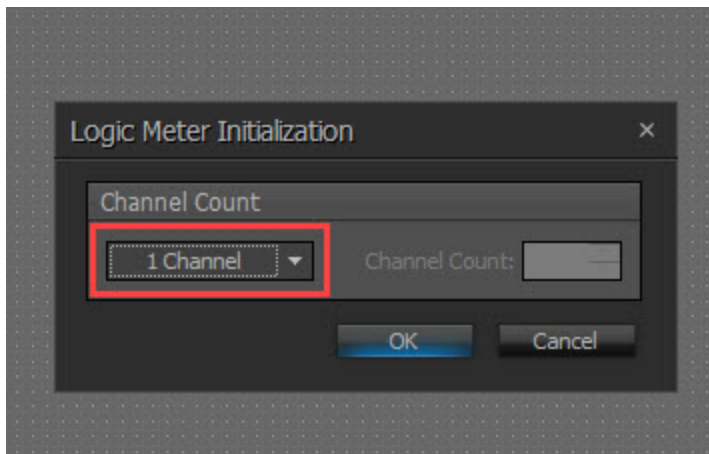 Logic Meter Initialization
Channel Count
1 Channel
Channel Count:
OK
Cancel